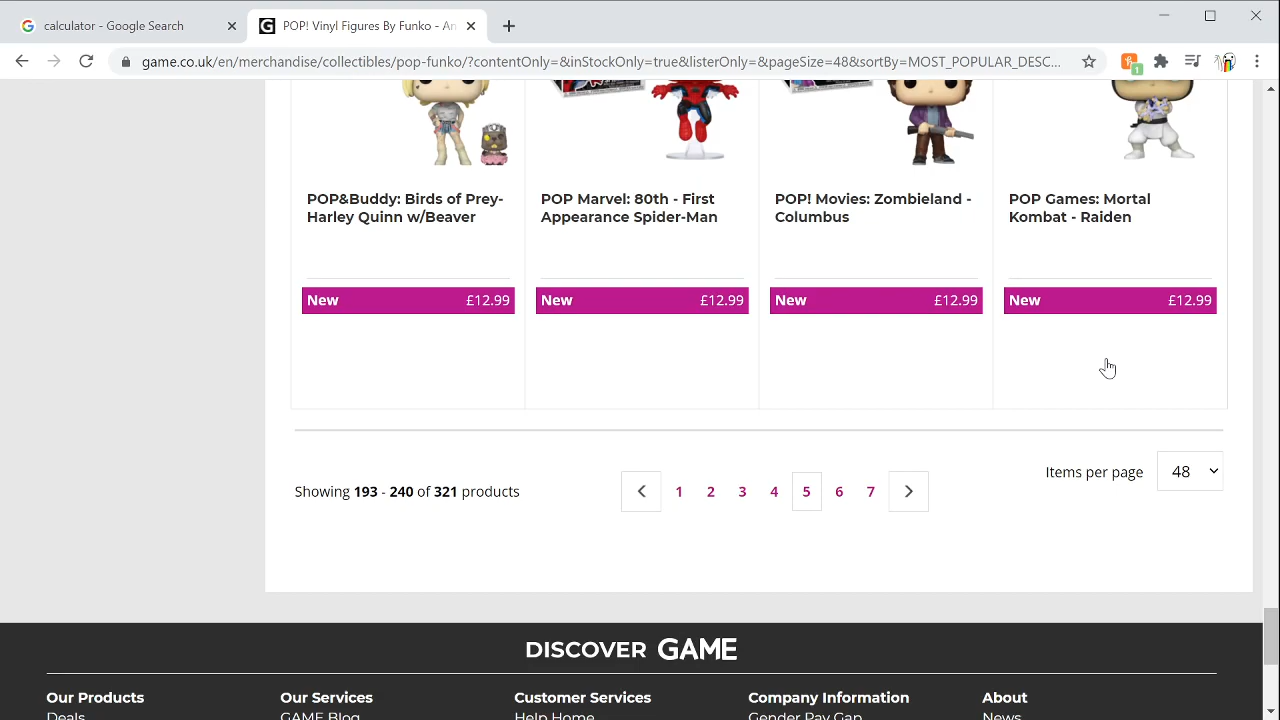 calculator - Google Search
POP! Vinyl Figures By Funko - An
game.co.uk/en/merchandise/collectibles/pop-funko/?contentOnly=&inStockOnly=true&listerOnly=&pageSize=48&sortBy=MOST_POPULAR_DESC...
1
POP&Buddy: Birds of Prey-
Harley Quinn w/Beaver
POP Marvel: 80th - First
Appearance Spider-Man
POP! Movies: Zombieland -
Columbus
POP Games: Mortal
Kombat - Raiden
New £12.99
New £12.99
New £12.99
New £12.99
Showing 193 - 240 of 321 products
1 2 3 4 5 6 7
Items per page 48
DISCOVER GAME
Our Products
Our Services
Customer Services
Company Information
About
Deals
GAME Blog
Help Home
Gender Pay Gap
News